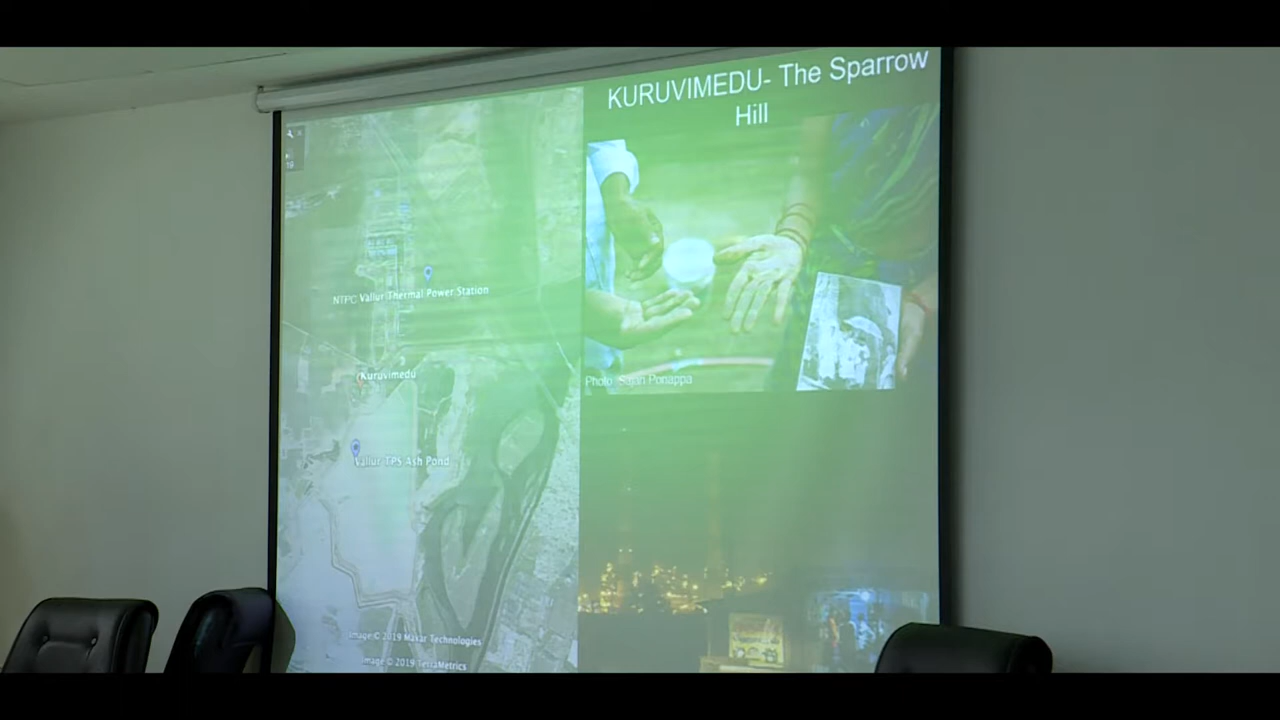 KURUVIMEDU- The Sparrow
Hill
NTPC Vallur Thermal Power Station
Kuruvimedu
Vallur TPS Ash Pond
Image © 2019 Maxar Technologies
Image © 2019 TerraMetrics
Photo: Sajan Ponappa